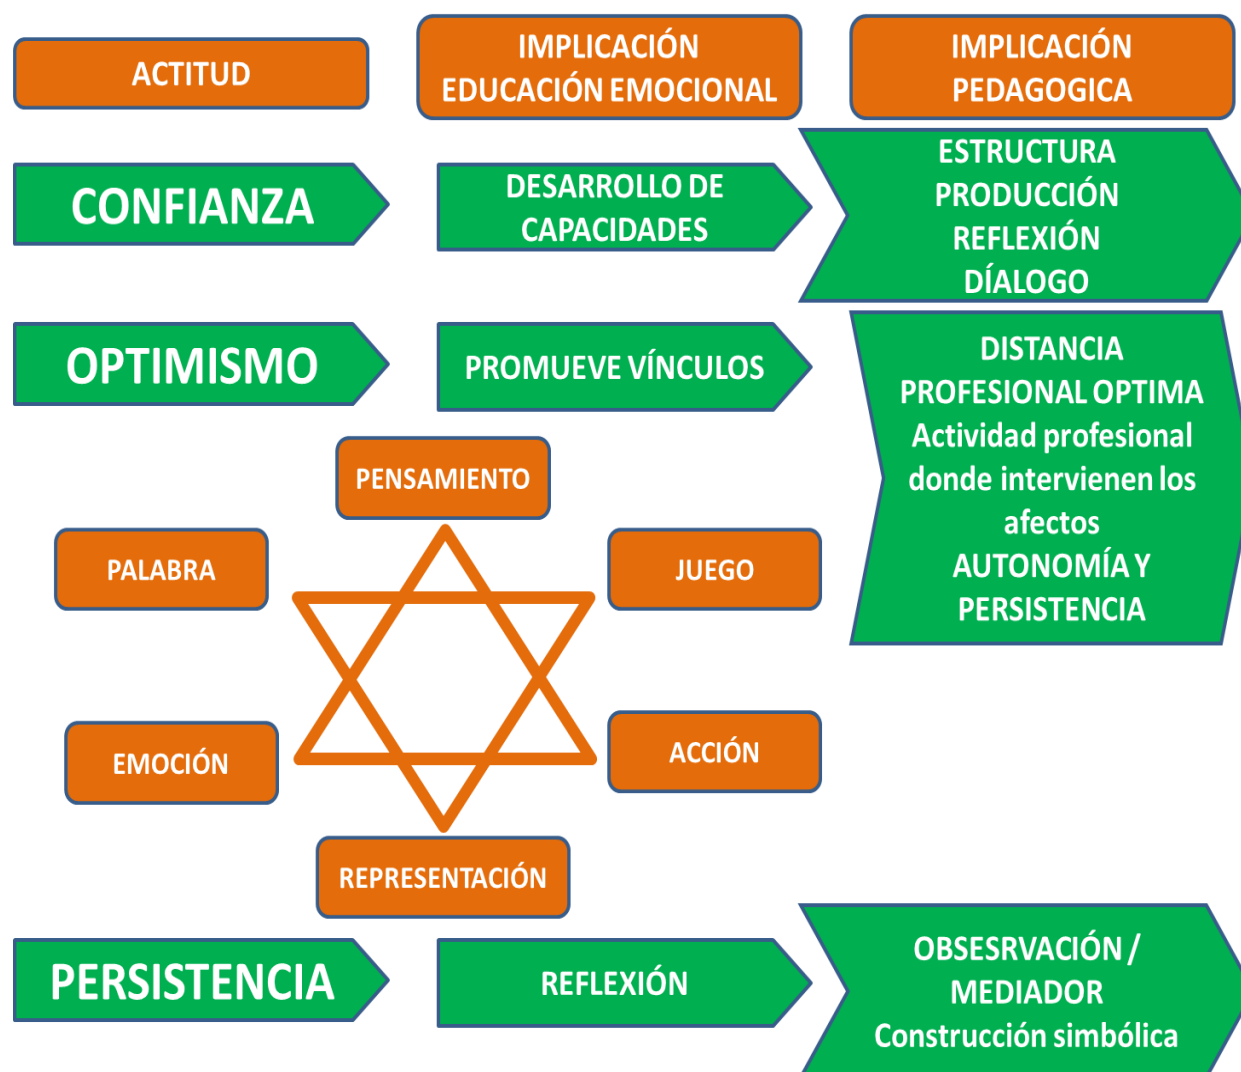 ACTITUD
IMPLICACIÓN
EDUCACIÓN EMOCIONAL
IMPLICACIÓN
PEDAGOGICA
CONFIANZA
DESARROLLO DE
CAPACIDADES
ESTRUCTURA
PRODUCCIÓN
REFLEXIÓN
DÍALOGO
OPTIMISMO
PROMUEVE VÍNCULOS
DISTANCIA
PROFESIONAL OPTIMA
Actividad profesional
donde intervienen los
afectos
AUTONOMÍA Y
PERSISTENCIA
PENSAMIENTO
PALABRA
JUEGO
EMOCIÓN
ACCIÓN
REPRESENTACIÓN
PERSISTENCIA
REFLEXIÓN
OBSESRVACIÓN /
MEDIADOR
Construcción simbólica